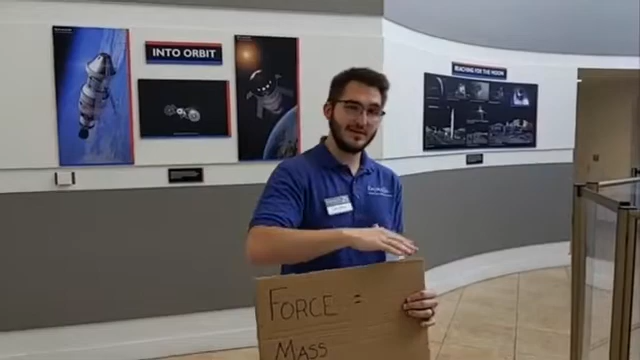 INTO ORBIT
REACHING FOR THE MOON
FORCE =
MASS